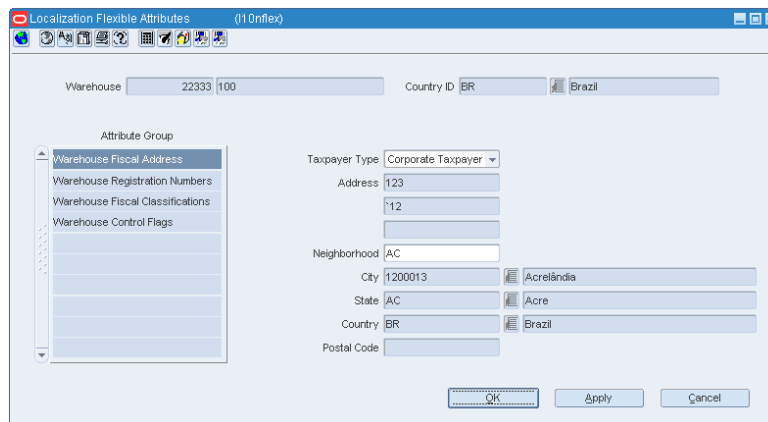 Localization Flexible Attributes (l10nflex)
Warehouse 22333 100 Country ID BR Brazil
Attribute Group
Warehouse Fiscal Address
Warehouse Registration Numbers
Warehouse Fiscal Classifications
Warehouse Control Flags
Taxpayer Type Corporate Taxpayer
Address 123
`12
Neighborhood AC
City 1200013 Acrelândia
State AC Acre
Country BR Brazil
Postal Code
OK Apply Cancel